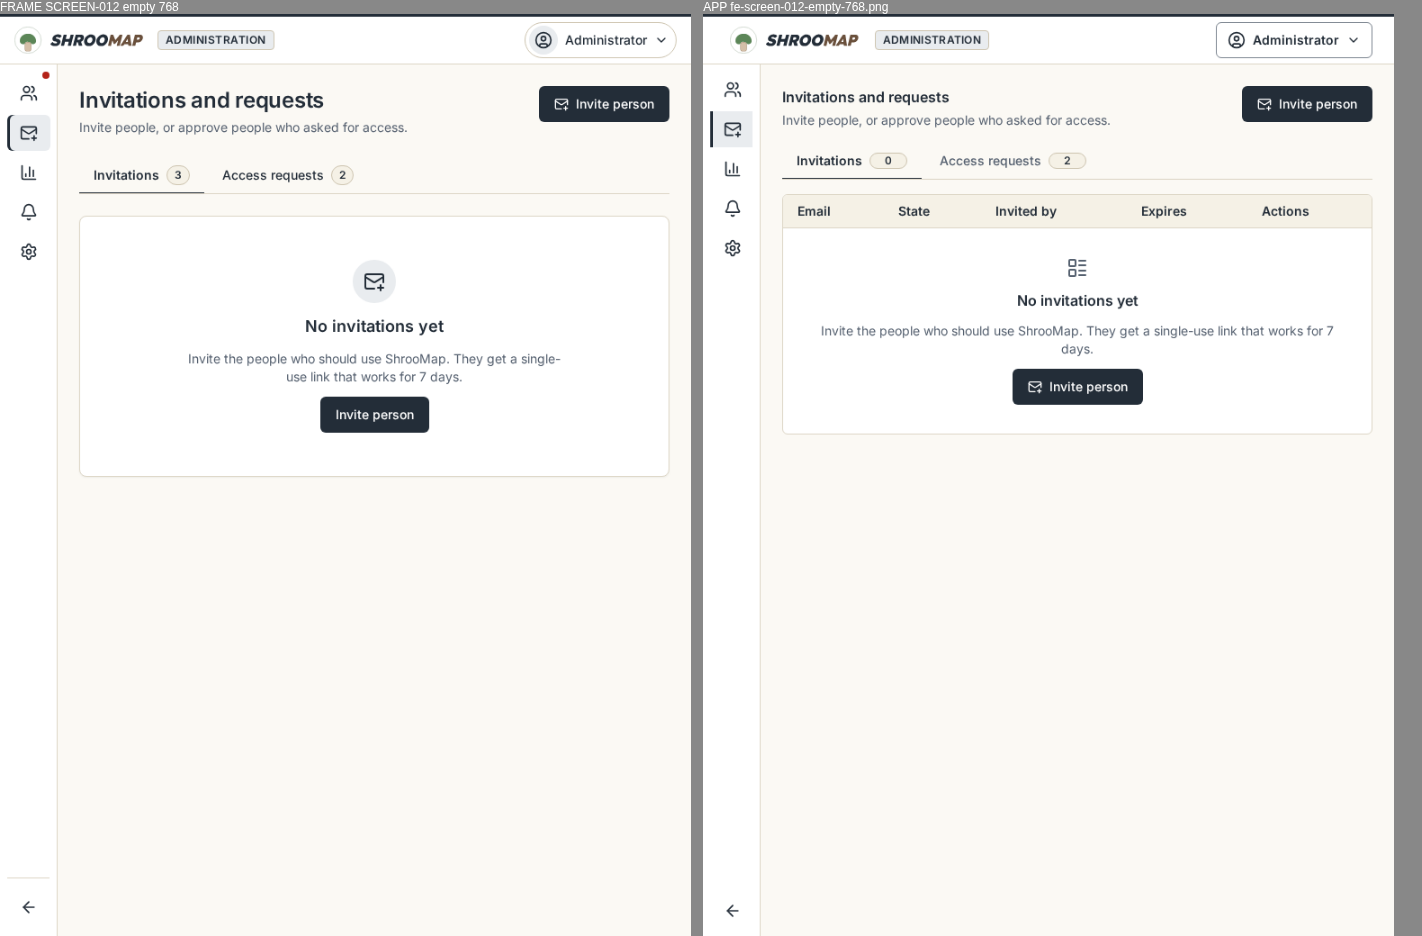 FRAME SCREEN-012 empty 768
SHROOMAP
ADMINISTRATION
Administrator
Invitations and requests
Invite people, or approve people who asked for access.
Invite person
Invitations 3
Access requests 2
No invitations yet
Invite the people who should use ShrooMap. They get a single-
use link that works for 7 days.
Invite person
APP fe-screen-012-empty-768.png
SHROOMAP
ADMINISTRATION
Administrator
Invitations and requests
Invite people, or approve people who asked for access.
Invite person
Invitations 0
Access requests 2
Email State Invited by Expires Actions
No invitations yet
Invite the people who should use ShrooMap. They get a single-use link that works for 7
days.
Invite person